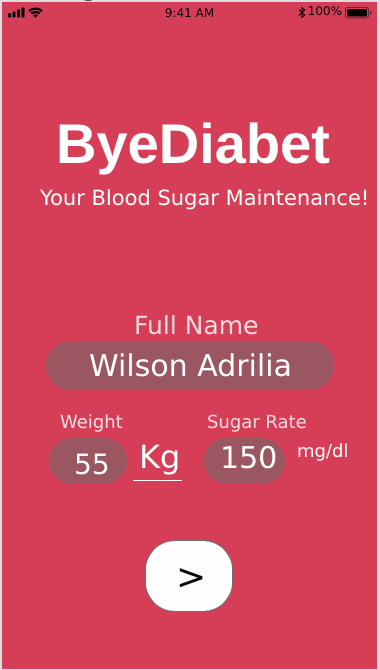 9:41 AM 100%
ByeDiabet
Your Blood Sugar Maintenance!
Full Name
Wilson Adrilia
Weight Sugar Rate
55 Kg 150 mg/dl
>